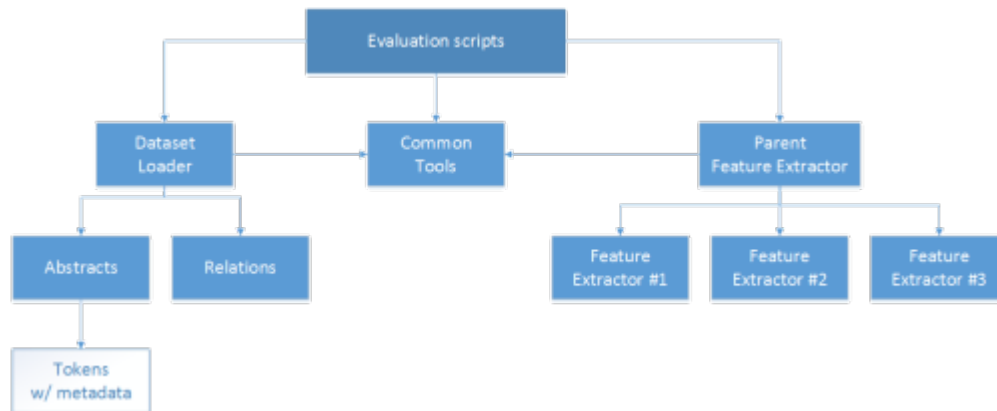 Evaluation scripts
Dataset
Loader
Common
Tools
Parent
Feature Extractor
Abstracts
Relations
Feature
Extractor #1
Feature
Extractor #2
Feature
Extractor #3
Tokens
w/ metadata